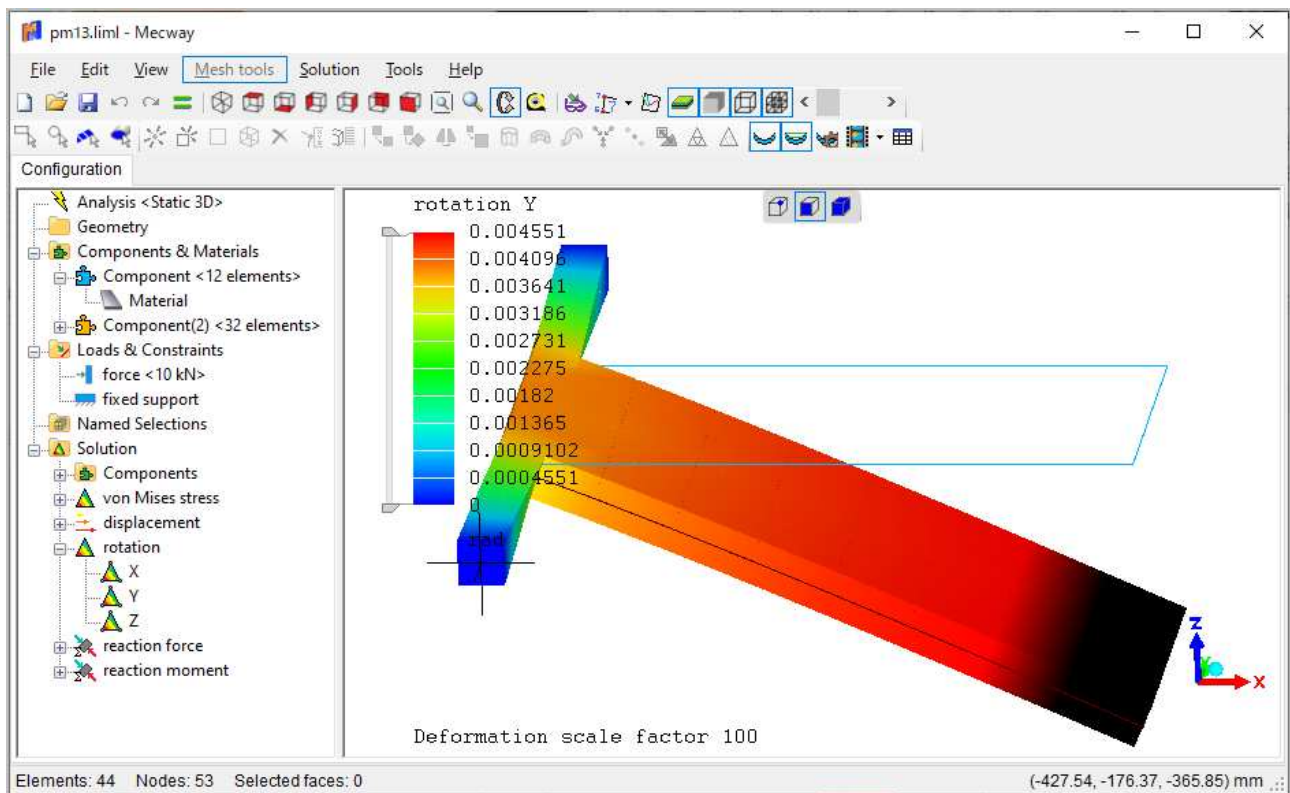 pm13.liml - Mecway
File Edit View Mesh tools Solution Tools Help
Configuration
Analysis <Static 3D>
Geometry
Components & Materials
Component <12 elements>
Material
Component(2) <32 elements>
Loads & Constraints
force <10 kN>
fixed support
Named Selections
Solution
Components
von Mises stress
displacement
rotation
X
Y
Z
reaction force
reaction moment
rotation Y
0.004551
0.004096
0.003641
0.003186
0.002731
0.002275
0.00182
0.001365
0.0009102
0.0004551
0
rad
Z
Y
X
Deformation scale factor 100
Elements: 44 Nodes: 53 Selected faces: 0 (-427.54, -176.37, -365.85) mm